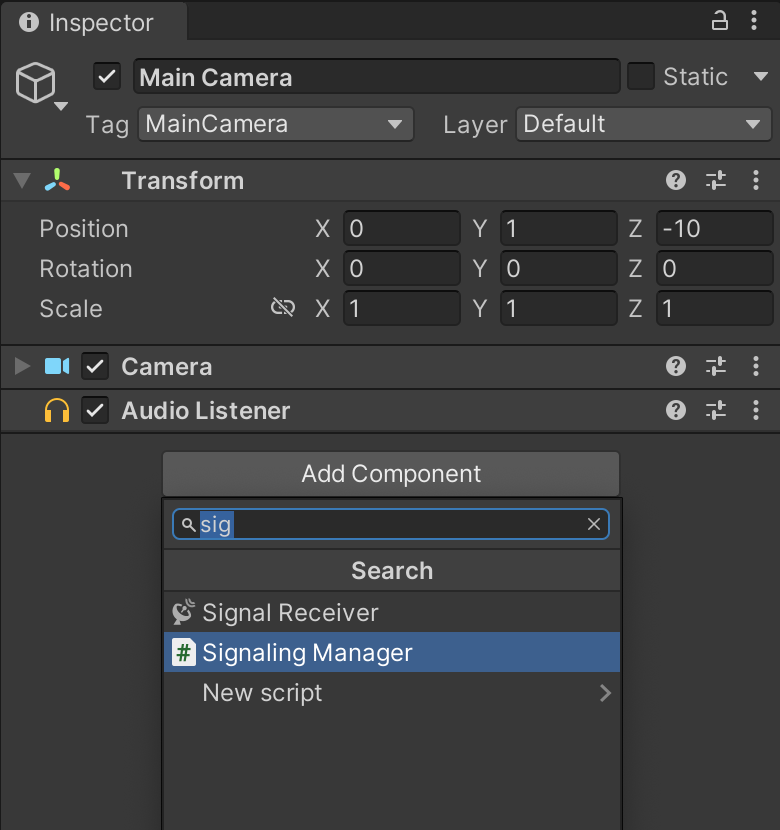 Inspector
Main Camera Static
Tag MainCamera Layer Default
Transform
Position X 0 Y 1 Z -10
Rotation X 0 Y 0 Z 0
Scale X 1 Y 1 Z 1
Camera
Audio Listener
Add Component
sig
Search
Signal Receiver
# Signaling Manager
New script